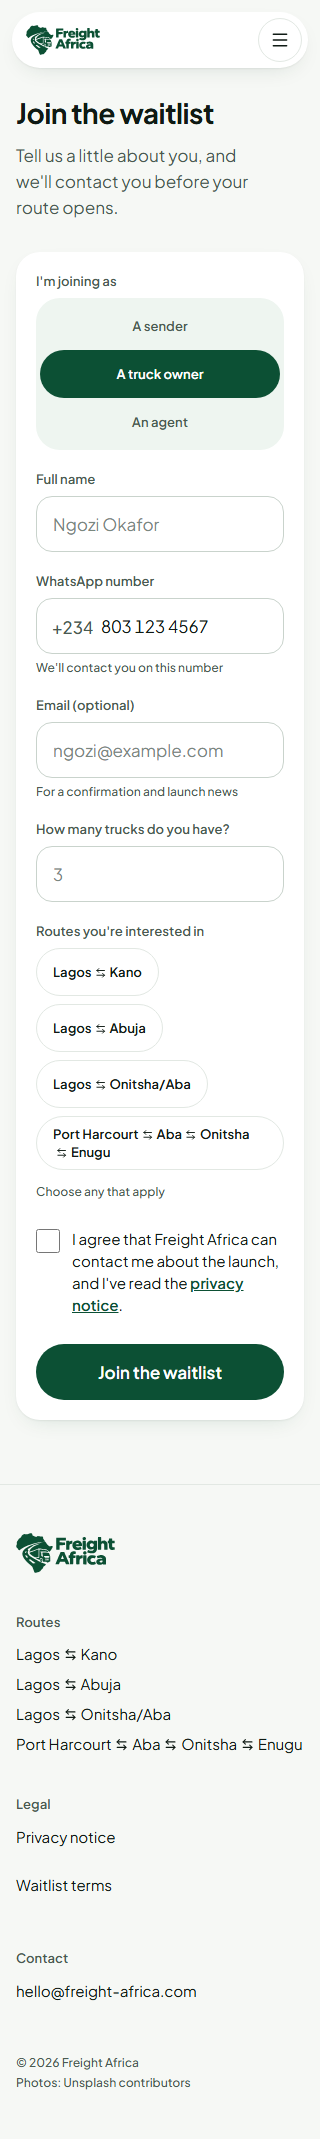 Freight
Africa
Join the waitlist
Tell us a little about you, and
we'll contact you before your
route opens.
I'm joining as
A sender
A truck owner
An agent
Full name
Ngozi Okafor
WhatsApp number
+234 803 123 4567
We'll contact you on this number
Email (optional)
ngozi@example.com
For a confirmation and launch news
How many trucks do you have?
3
Routes you're interested in
Lagos ⇆ Kano
Lagos ⇆ Abuja
Lagos ⇆ Onitsha/Aba
Port Harcourt ⇆ Aba ⇆ Onitsha
⇆ Enugu
Choose any that apply
I agree that Freight Africa can
contact me about the launch,
and I've read the privacy
notice.
Join the waitlist
Freight
Africa
Routes
Lagos ⇆ Kano
Lagos ⇆ Abuja
Lagos ⇆ Onitsha/Aba
Port Harcourt ⇆ Aba ⇆ Onitsha ⇆ Enugu
Legal
Privacy notice
Waitlist terms
Contact
hello@freight-africa.com
© 2026 Freight Africa
Photos: Unsplash contributors